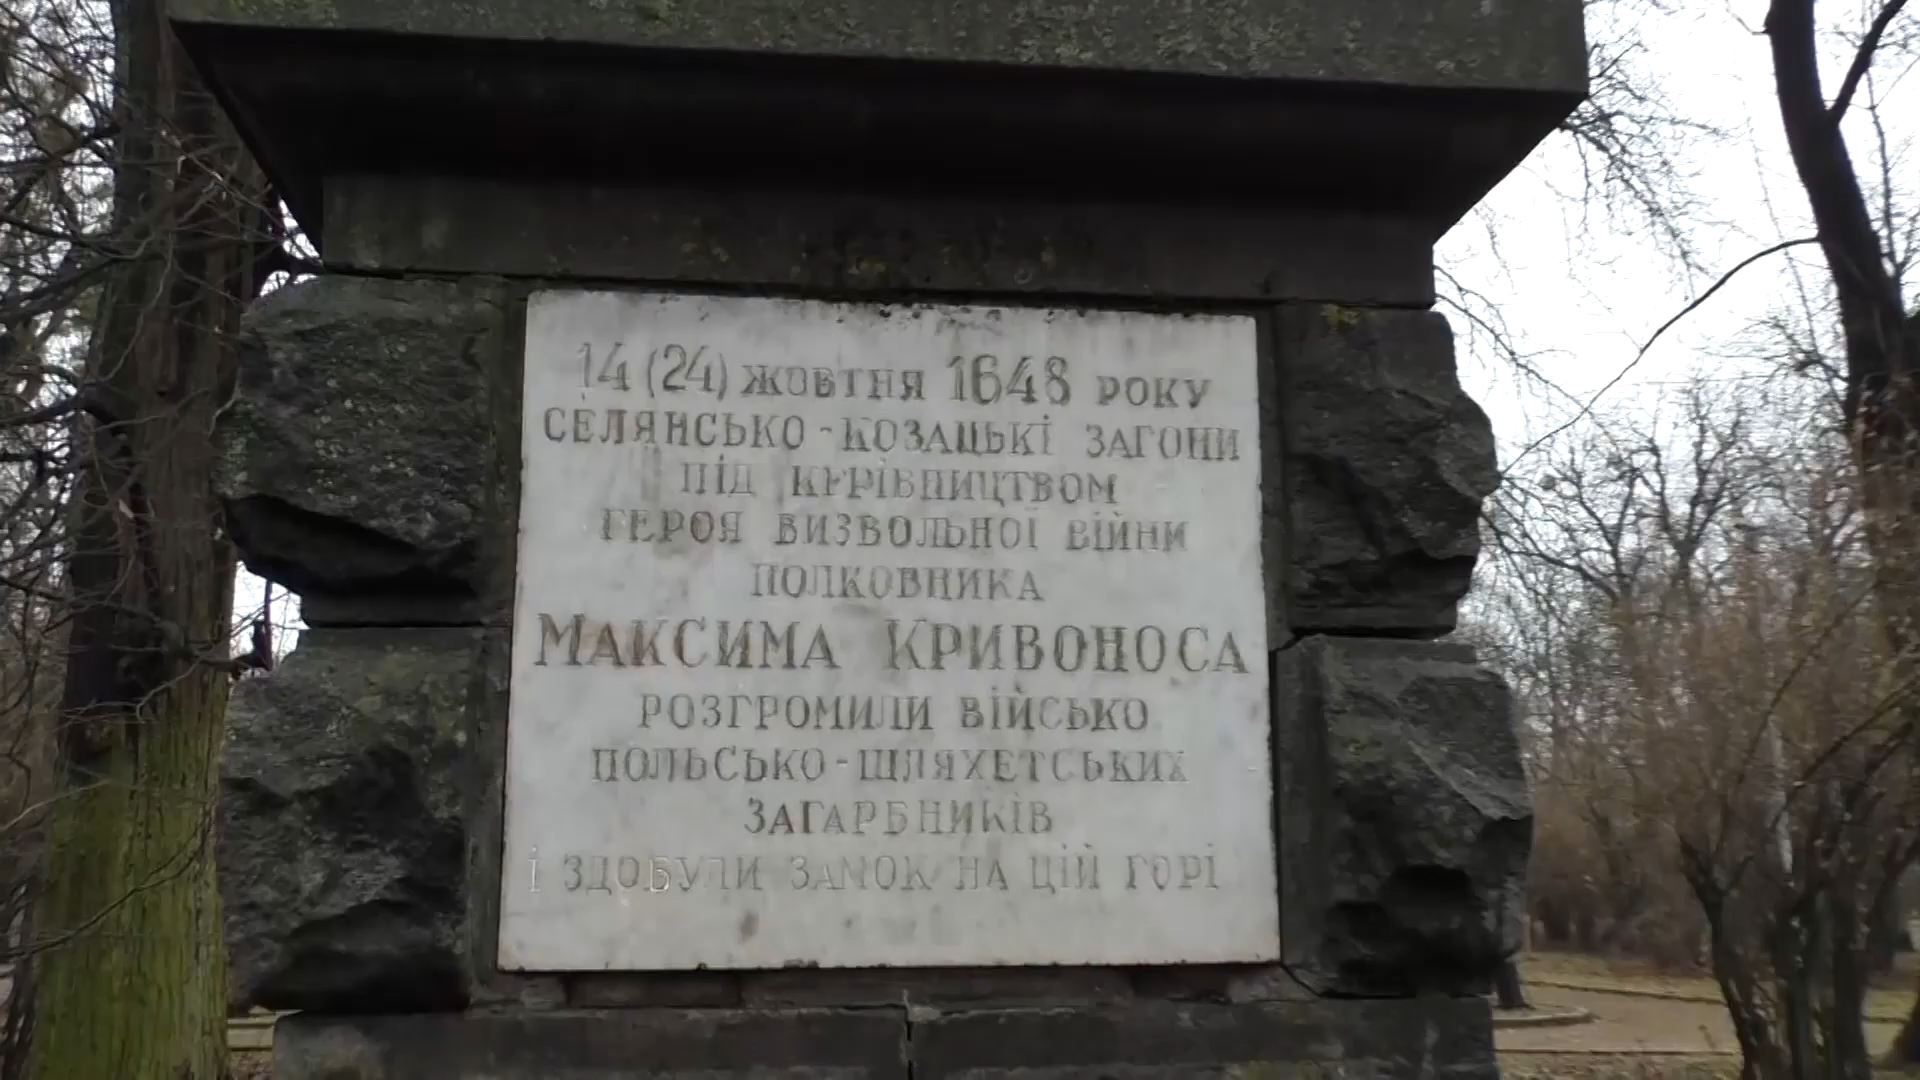 14 (24) жовтня 1648 року
селянсько-козацькі загони
під керівництвом
героя визвольної війни
полковника
Максима Кривоноса
розгромили військо
польсько-шляхетських
загарбників
і здобули замок на цій горі